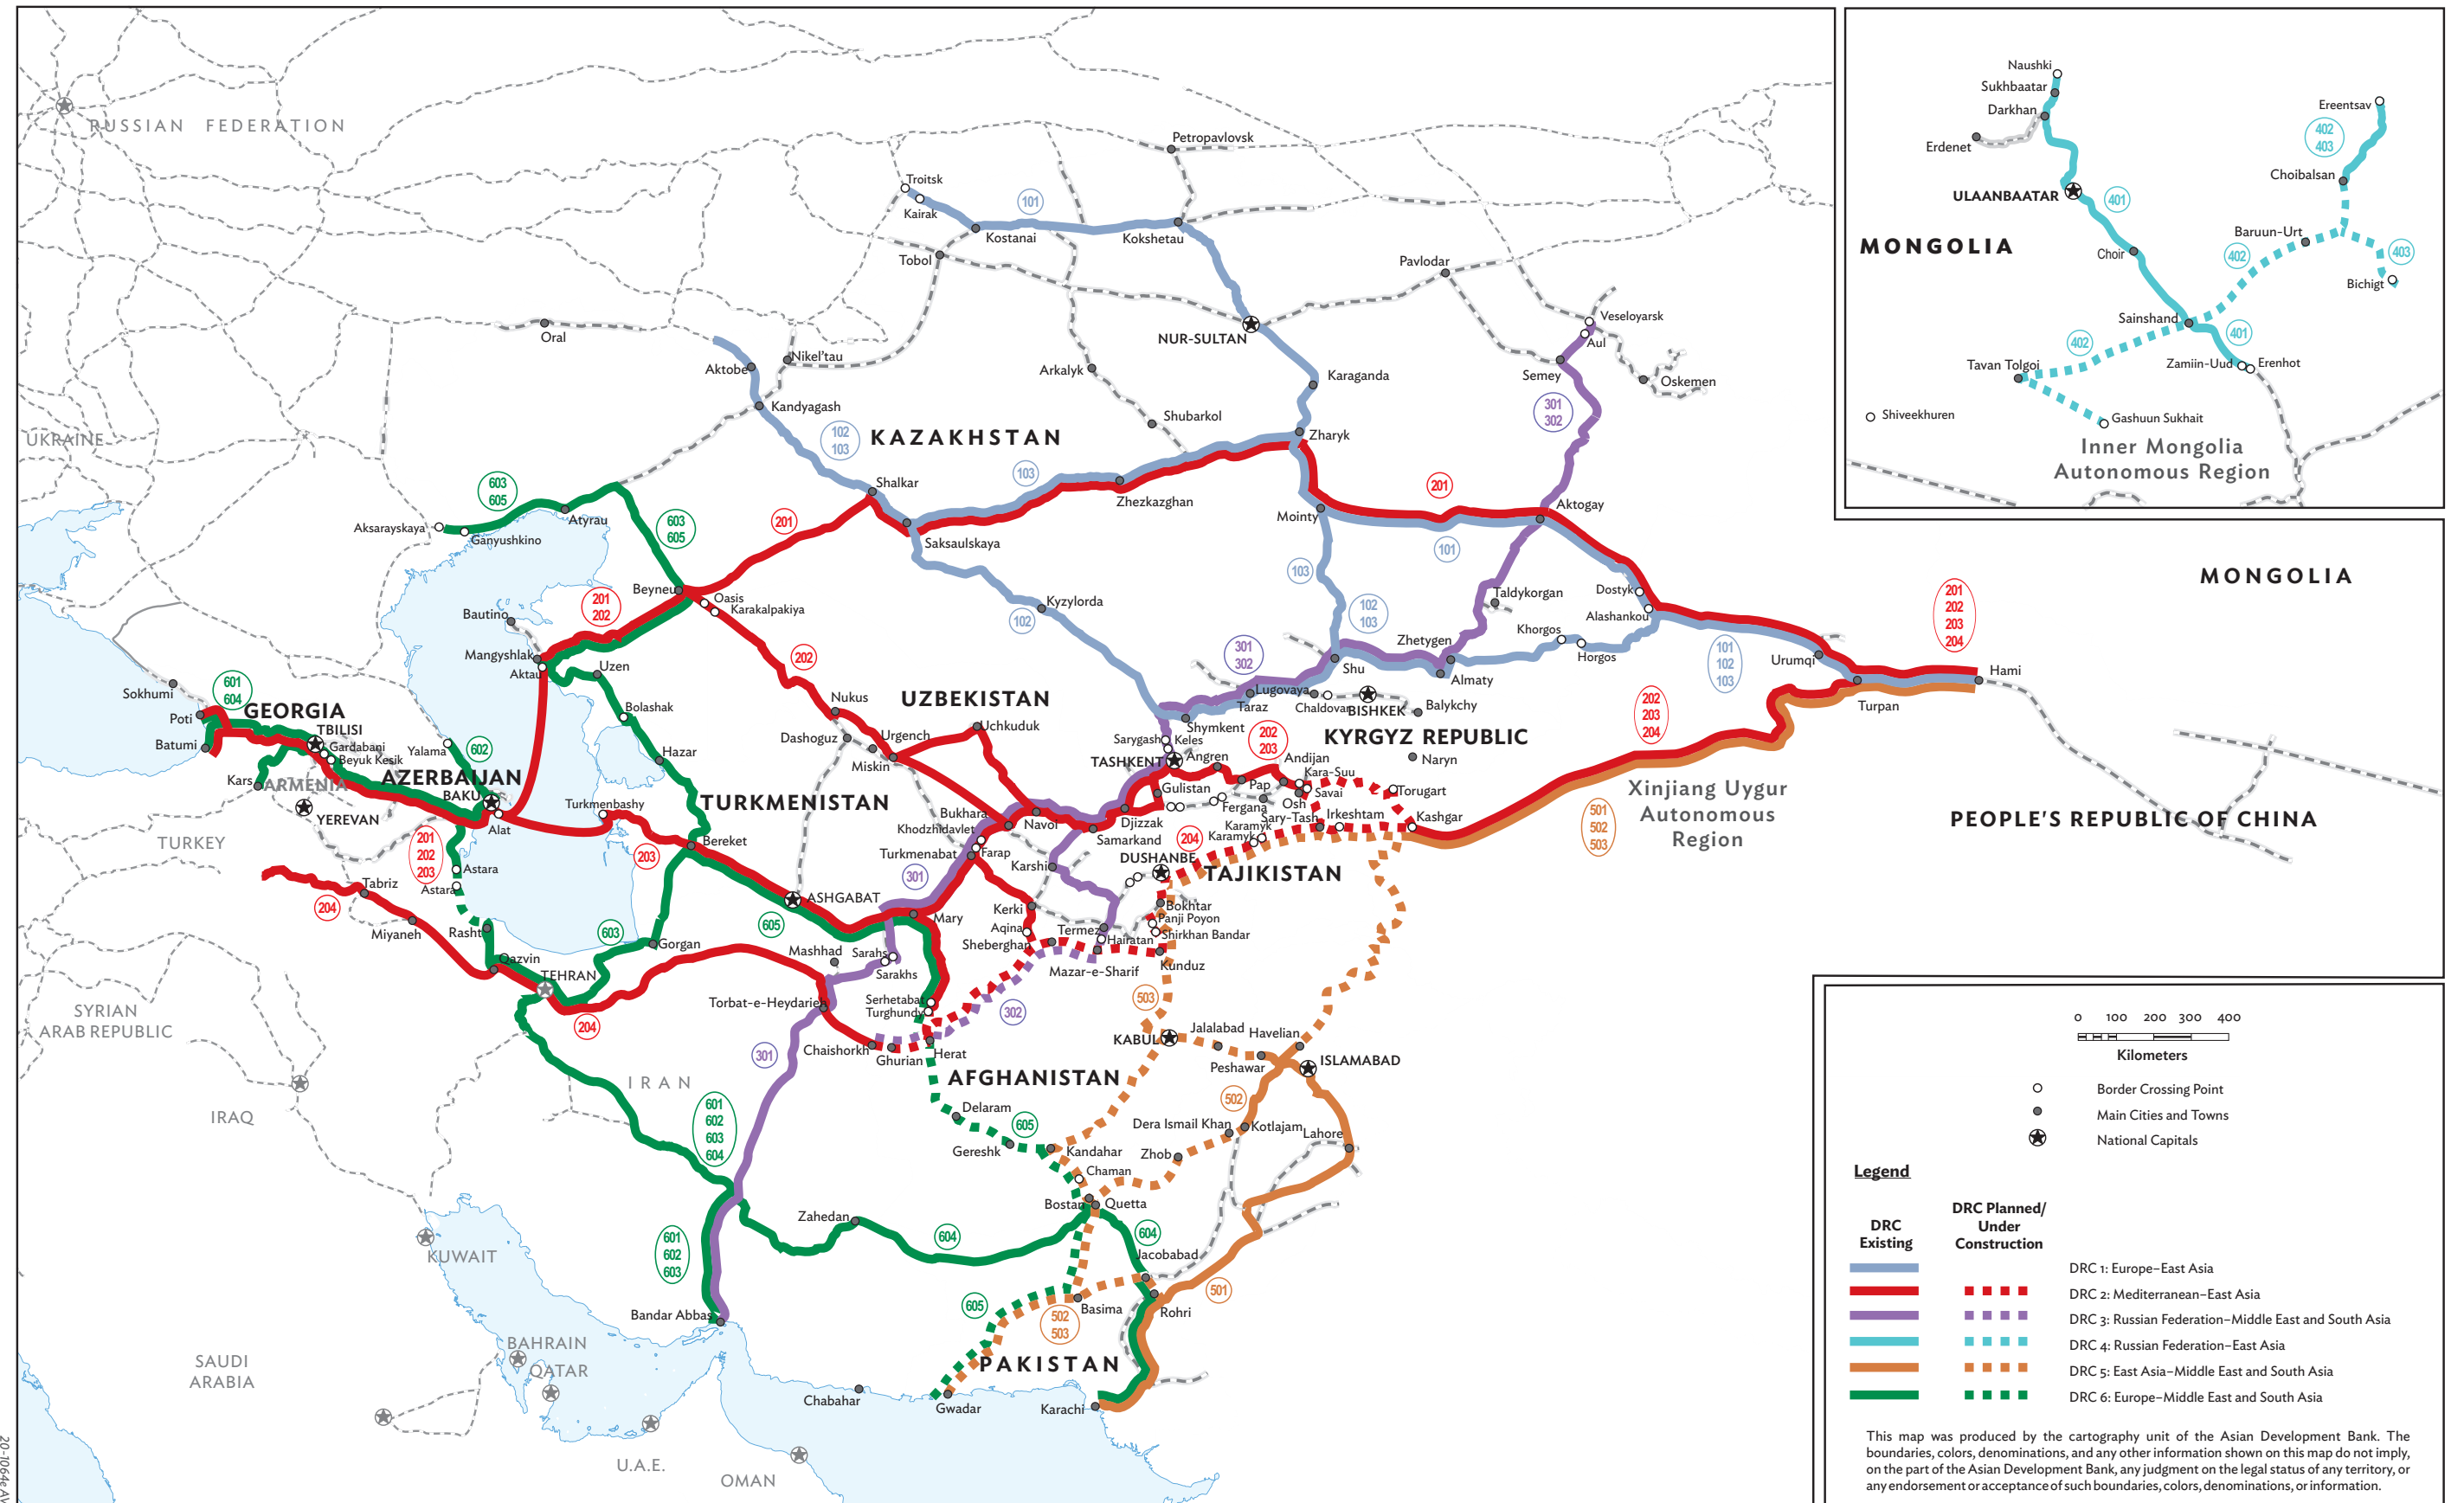 RUSSIAN FEDERATION
UKRAINE
Oral
Troitsk
Kairak
Kostanai
101
Kokshetau
Petropavlovsk
Tobol
Pavlodar
NUR-SULTAN
Veseloyarsk
Aul
Semey
Oskemen
Aktobe
Nikel'tau
Kandyagash
Arkalyk
Shubarkol
Karaganda
Zharyk
KAZAKHSTAN
102
103
301
302
Shalkar
103
Zhezkazghan
Saksaulskaya
Mointy
201
101
Aktogay
603
605
Aksarayskaya
Ganyushkino
Atyrau
603
605
201
Beyneu
Oasis
Karakalpakiya
201
202
Bautino
Mangyshlak
Aktau
Uzen
Bolashak
Hazar
202
Kyzylorda
102
103
102
103
Taldykorgan
Dostyk
Alashankou
Khorgos
Horgos
Zhetygen
Almaty
Shu
301
302
Lugovaya
Taraz
Chaldovar
BISHKEK
Balykchy
Shymkent
Sarygash
Keles
TASHKENT
Angren
202
203
KYRGYZ REPUBLIC
Naryn
Andijan
Kara-Suu
Pap
Savai
Osh
Fergana
Gulistan
Torugart
Sary-Tash
Irkeshtam
Karamyk
Karamyk
Kashgar
204
101
102
103
Urumqi
Turpan
Hami
201
202
203
204
202
203
204
501
502
503
Xinjiang Uygur
Autonomous
Region
PEOPLE'S REPUBLIC OF CHINA
MONGOLIA
Sokhumi
Poti
Batumi
601
604
GEORGIA
TBILISI
Gardabani
Beyuk Kesik
Kars
ARMENIA
YEREVAN
AZERBAIJAN
BAKU
Yalama
602
Alat
TURKEY
201
202
203
Astara
Astara
204
Tabriz
Miyaneh
Rasht
Qazvin
TEHRAN
204
603
Gorgan
Turkmenbashy
203
Bereket
TURKMENISTAN
ASHGABAT
605
UZBEKISTAN
Nukus
Dashoguz
Urgench
Miskin
Uchkuduk
Bukhara
Khodzhidavlet
Navoi
Turkmenabat
Farap
301
Djizzak
Samarkand
Karshi
DUSHANBE
TAJIKISTAN
Bokhtar
Panji Poyon
Shirkhan Bandar
Kerki
Aqina
Sheberghan
Termez
Hairatan
Mazar-e-Sharif
Kunduz
Mary
Mashhad
Sarahs
Sarakhs
Torbat-e-Heydarieh
Serhetabat
Turghundy
302
Chaishorkh
Ghurian
Herat
301
AFGHANISTAN
503
KABUL
Jalalabad
Havelian
Peshawar
ISLAMABAD
502
Dera Ismail Khan
Kotlajam
Lahore
Zhob
Delaram
605
Gereshk
Kandahar
Chaman
Bostan
Quetta
604
Jacobabad
501
Rohri
Basima
605
502
503
PAKISTAN
Gwadar
Karachi
Chabahar
SYRIAN
ARAB REPUBLIC
IRAQ
IRAN
601
602
603
604
Zahedan
604
601
602
603
Bandar Abbas
KUWAIT
BAHRAIN
QATAR
SAUDI
ARABIA
U.A.E.
OMAN
Naushki
Sukhbaatar
Darkhan
Erdenet
ULAANBAATAR
401
MONGOLIA
Choir
Ereentsav
402
403
Choibalsan
Baruun-Urt
402
403
Bichigt
Sainshand
401
402
Tavan Tolgoi
Zamiin-Uud
Erenhot
Shiveekhuren
Gashuun Sukhait
Inner Mongolia
Autonomous Region
0 100 200 300 400
Kilometers
Border Crossing Point
Main Cities and Towns
National Capitals
Legend
DRC
Existing
DRC Planned/
Under
Construction
DRC 1: Europe–East Asia
DRC 2: Mediterranean–East Asia
DRC 3: Russian Federation–Middle East and South Asia
DRC 4: Russian Federation–East Asia
DRC 5: East Asia–Middle East and South Asia
DRC 6: Europe–Middle East and South Asia
This map was produced by the cartography unit of the Asian Development Bank. The
boundaries, colors, denominations, and any other information shown on this map do not imply,
on the part of the Asian Development Bank, any judgment on the legal status of any territory, or
any endorsement or acceptance of such boundaries, colors, denominations, or information.